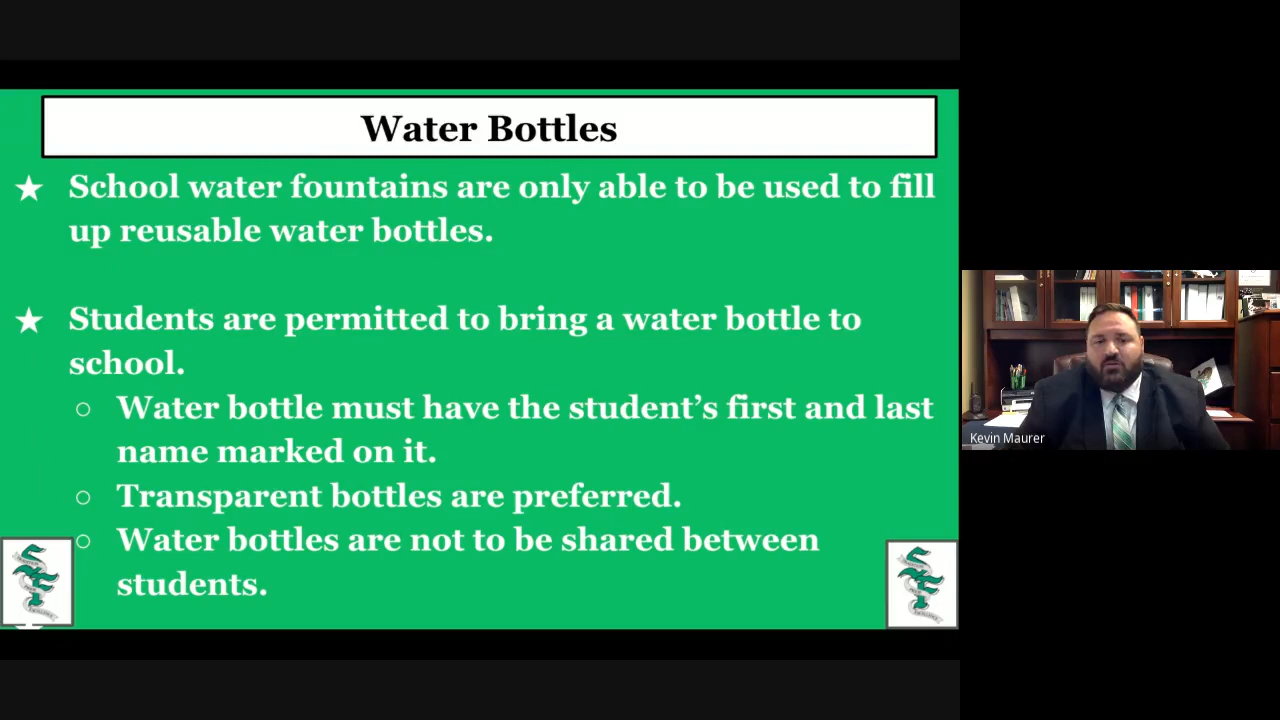 Water Bottles
★ School water fountains are only able to be used to fill
up reusable water bottles.
★ Students are permitted to bring a water bottle to
school.
○ Water bottle must have the student’s first and last
name marked on it.
○ Transparent bottles are preferred.
○ Water bottles are not to be shared between
students.
Kevin Maurer